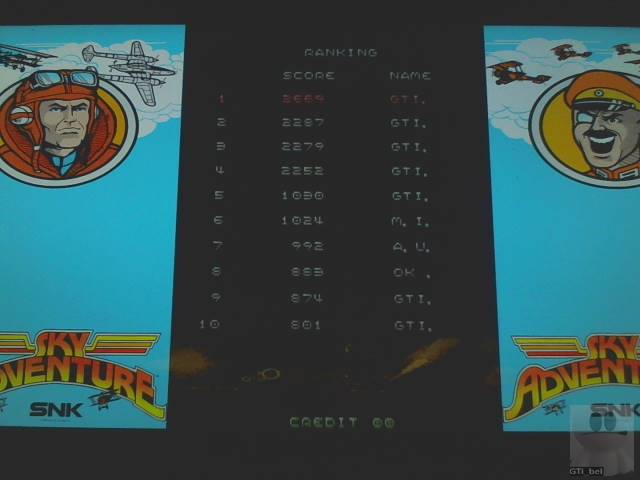 RANKING
SCORE NAME
1 2669 GTI.
2 2287 GTI.
3 2279 GTI.
4 2252 GTI.
5 1030 GTI.
6 1024 M.I.
7 992 A.U.
8 883 OK.
9 874 GTI.
10 801 GTI.
CREDIT 00
SKY
ADVENTURE
SNK
SKY
ADVENTURE
SNK
GTi_bel